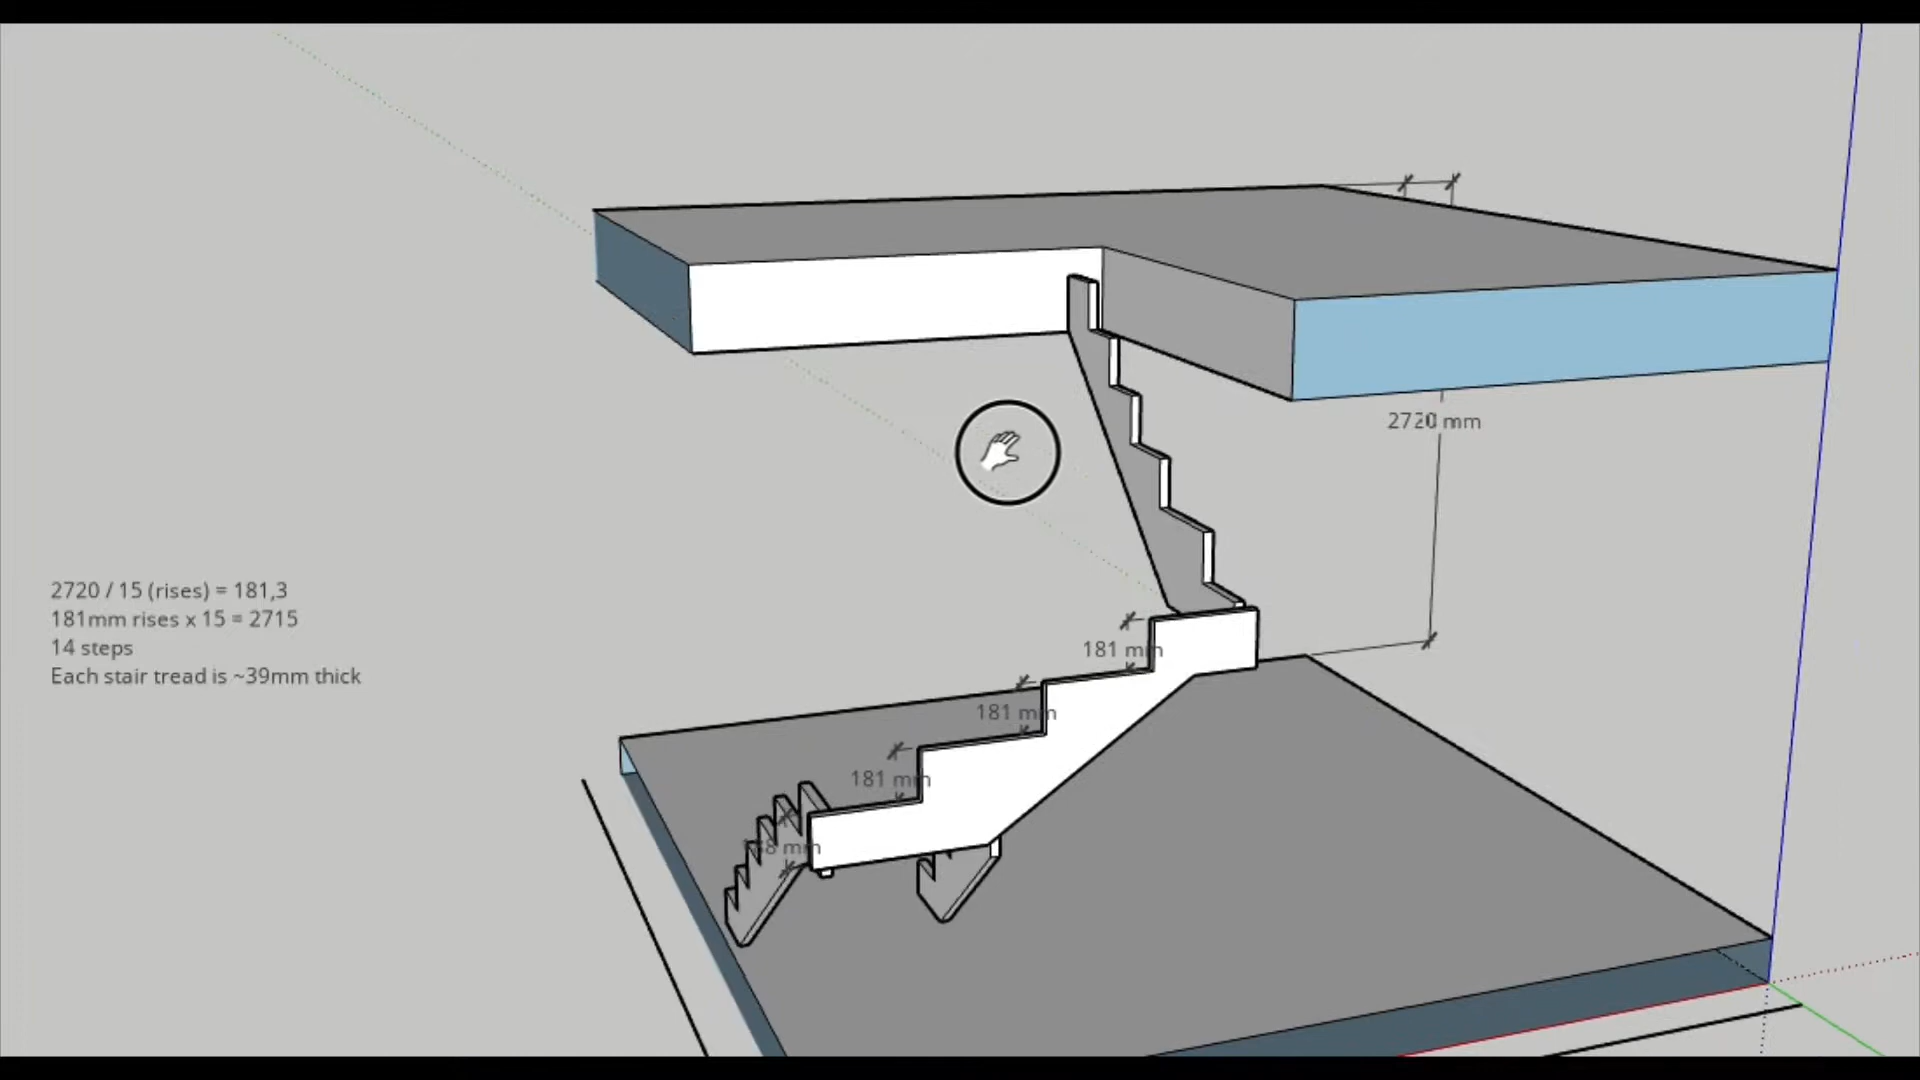 2720 mm
2720 / 15 (rises) = 181,3
181mm rises x 15 = 2715
14 steps
Each stair tread is ~39mm thick
181 mm
181 mm
181 mm
mm